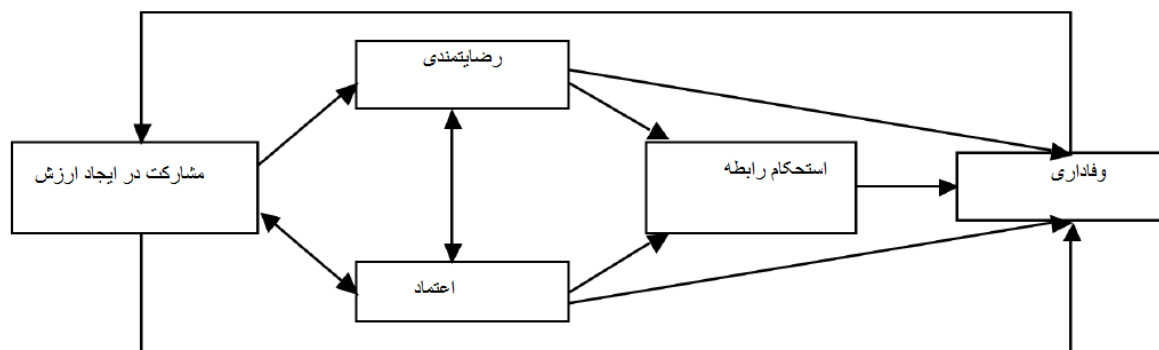 رضایتمندی
مشارکت در ایجاد ارزش
استحکام رابطه
وفاداری
اعتماد